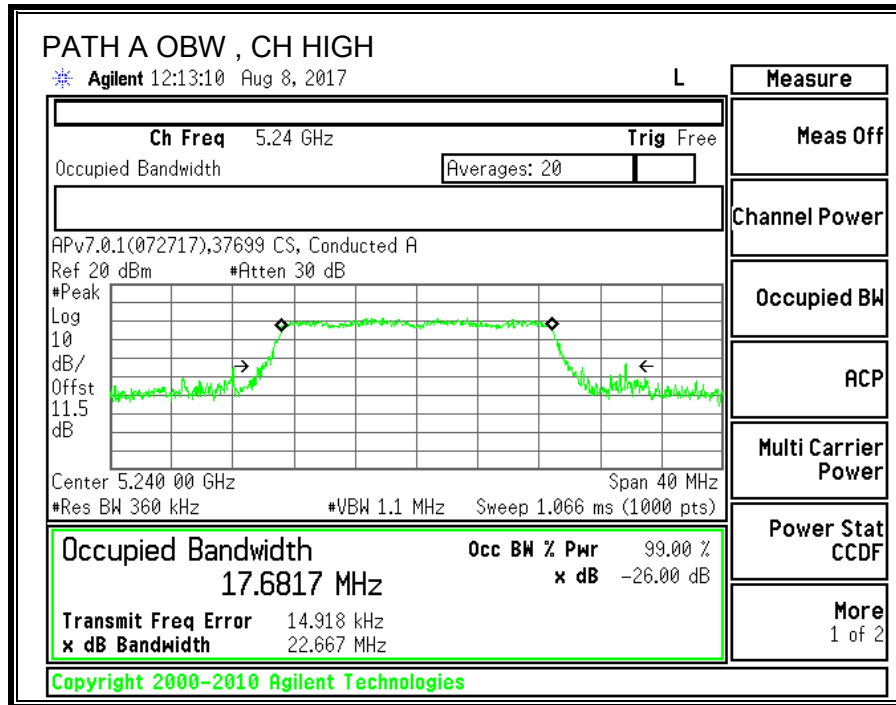 PATH A OBW , CH HIGH
Agilent 12:13:10 Aug 8, 2017 L
Measure
Ch Freq 5.24 GHz Trig Free
Meas Off
Occupied Bandwidth Averages: 20
Channel Power
APv7.0.1(072717),37699 CS, Conducted A
Ref 20 dBm #Atten 30 dB
#Peak
Log
10
dB/
Offst
11.5
dB
Occupied BW
ACP
Center 5.240 00 GHz Span 40 MHz
#Res BW 360 kHz #VBW 1.1 MHz Sweep 1.066 ms (1000 pts)
Multi Carrier
Power
Occupied Bandwidth Occ BW % Pwr 99.00 %
17.6817 MHz x dB -26.00 dB
Power Stat
CCDF
Transmit Freq Error 14.918 kHz
x dB Bandwidth 22.667 MHz
More
1 of 2
Copyright 2000-2010 Agilent Technologies